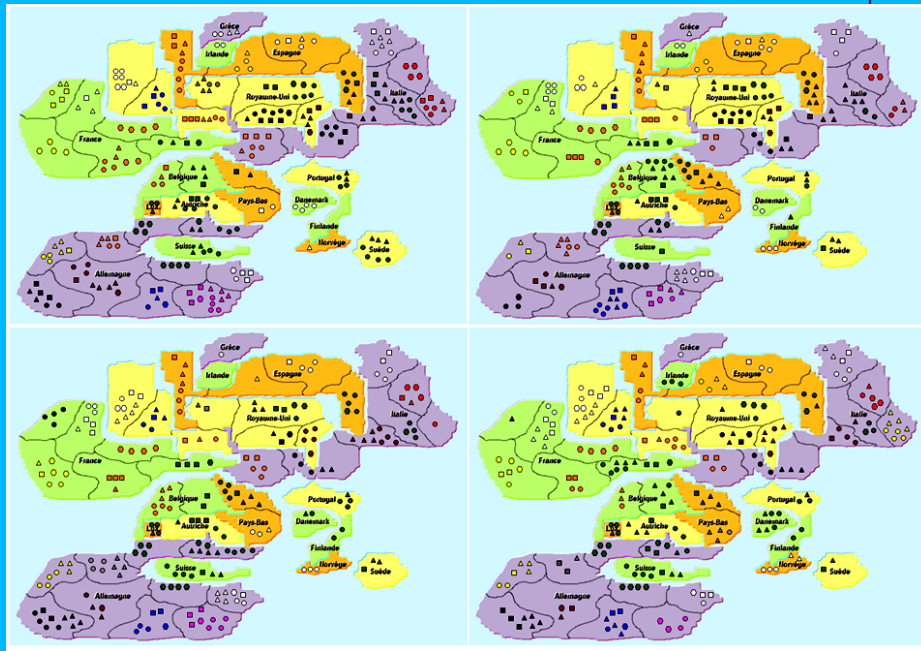 Grèce
Irlande
Espagne
Italie
Royaume-Uni
France
Belgique
Portugal
Pays-Bas
Danemark
Autriche
Finlande
Suisse
Norvège
Suède
Allemagne
Grèce
Irlande
Espagne
Italie
Royaume-Uni
France
Belgique
Portugal
Pays-Bas
Danemark
Autriche
Finlande
Suisse
Norvège
Suède
Allemagne
Grèce
Irlande
Espagne
Italie
Royaume-Uni
France
Belgique
Portugal
Pays-Bas
Danemark
Autriche
Finlande
Suisse
Norvège
Suède
Allemagne
Grèce
Irlande
Espagne
Italie
Royaume-Uni
France
Belgique
Portugal
Pays-Bas
Danemark
Autriche
Finlande
Suisse
Norvège
Suède
Allemagne